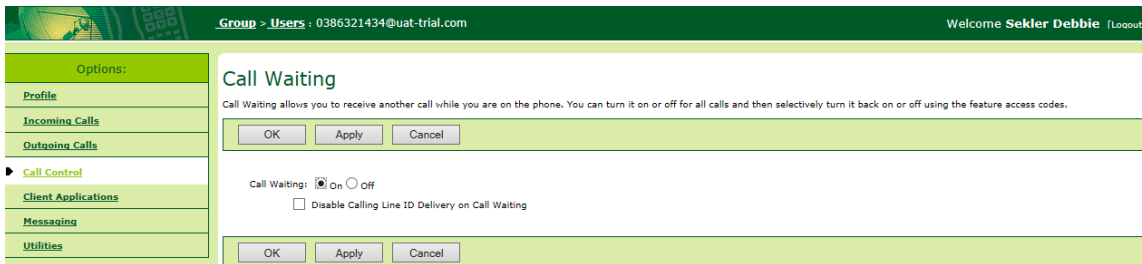 Group > Users : 0386321434@uat-trial.com
Welcome Sekler Debbie [Logout
Options:
Profile
Incoming Calls
Outgoing Calls
Call Control
Client Applications
Messaging
Utilities
Call Waiting
Call Waiting allows you to receive another call while you are on the phone. You can turn it on or off for all calls and then selectively turn it back on or off using the feature access codes.
OK Apply Cancel
Call Waiting: On Off
Disable Calling Line ID Delivery on Call Waiting
OK Apply Cancel